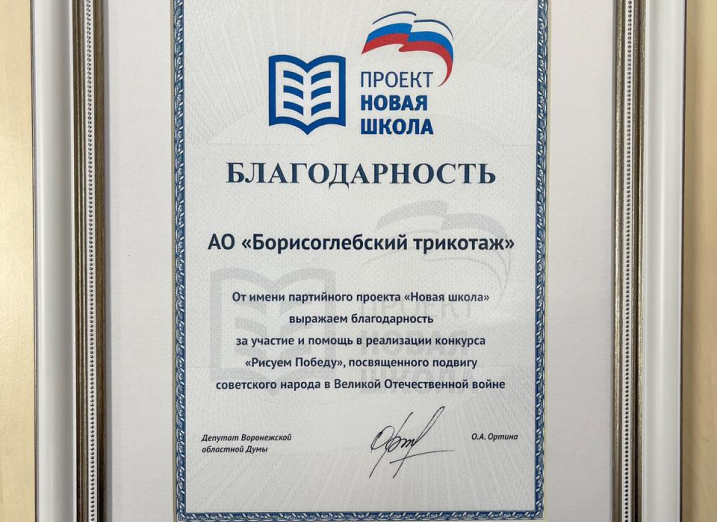 ПРОЕКТ
НОВАЯ
ШКОЛА
БЛАГОДАРНОСТЬ
АО «Борисоглебский трикотаж»
От имени партийного проекта «Новая школа»
выражаем благодарность
за участие и помощь в реализации конкурса
«Рисуем Победу», посвященного подвигу
советского народа в Великой Отечественной войне
Депутат Воронежской
областной Думы
О.А. Ортина